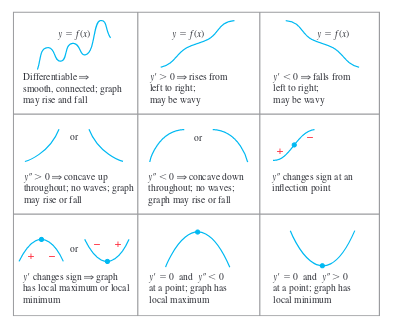 y = f(x)
Differentiable ⇒
smooth, connected; graph
may rise and fall
y = f(x)
y′ > 0 ⇒ rises from
left to right;
may be wavy
y = f(x)
y′ < 0 ⇒ falls from
left to right;
may be wavy
or
y″ > 0 ⇒ concave up
throughout; no waves; graph
may rise or fall
or
y″ < 0 ⇒ concave down
throughout; no waves;
graph may rise or fall
+ −
y″ changes sign at an
inflection point
+ − or − +
y′ changes sign ⇒ graph
has local maximum or local
minimum
y′ = 0 and y″ < 0
at a point; graph has
local maximum
y′ = 0 and y″ > 0
at a point; graph has
local minimum